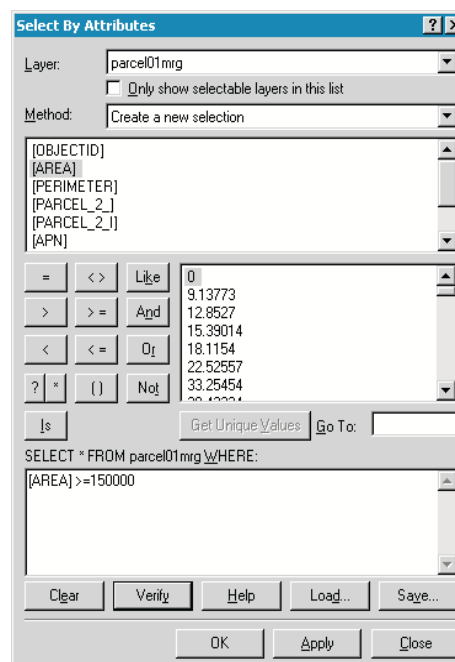 Select By Attributes ? X
Layer: parcel01mrg
Only show selectable layers in this list
Method: Create a new selection
[OBJECTID]
[AREA]
[PERIMETER]
[PARCEL_2_]
[PARCEL_2_I]
[APN]
= < > Like
0
9.13773
> > = And
12.8527
15.39014
< < = Or
18.1154
22.52557
? * ( ) Not
33.25454
Is Get Unique Values Go To:
SELECT * FROM parcel01mrg WHERE:
[AREA] >=150000
Clear Verify Help Load... Save...
OK Apply Close